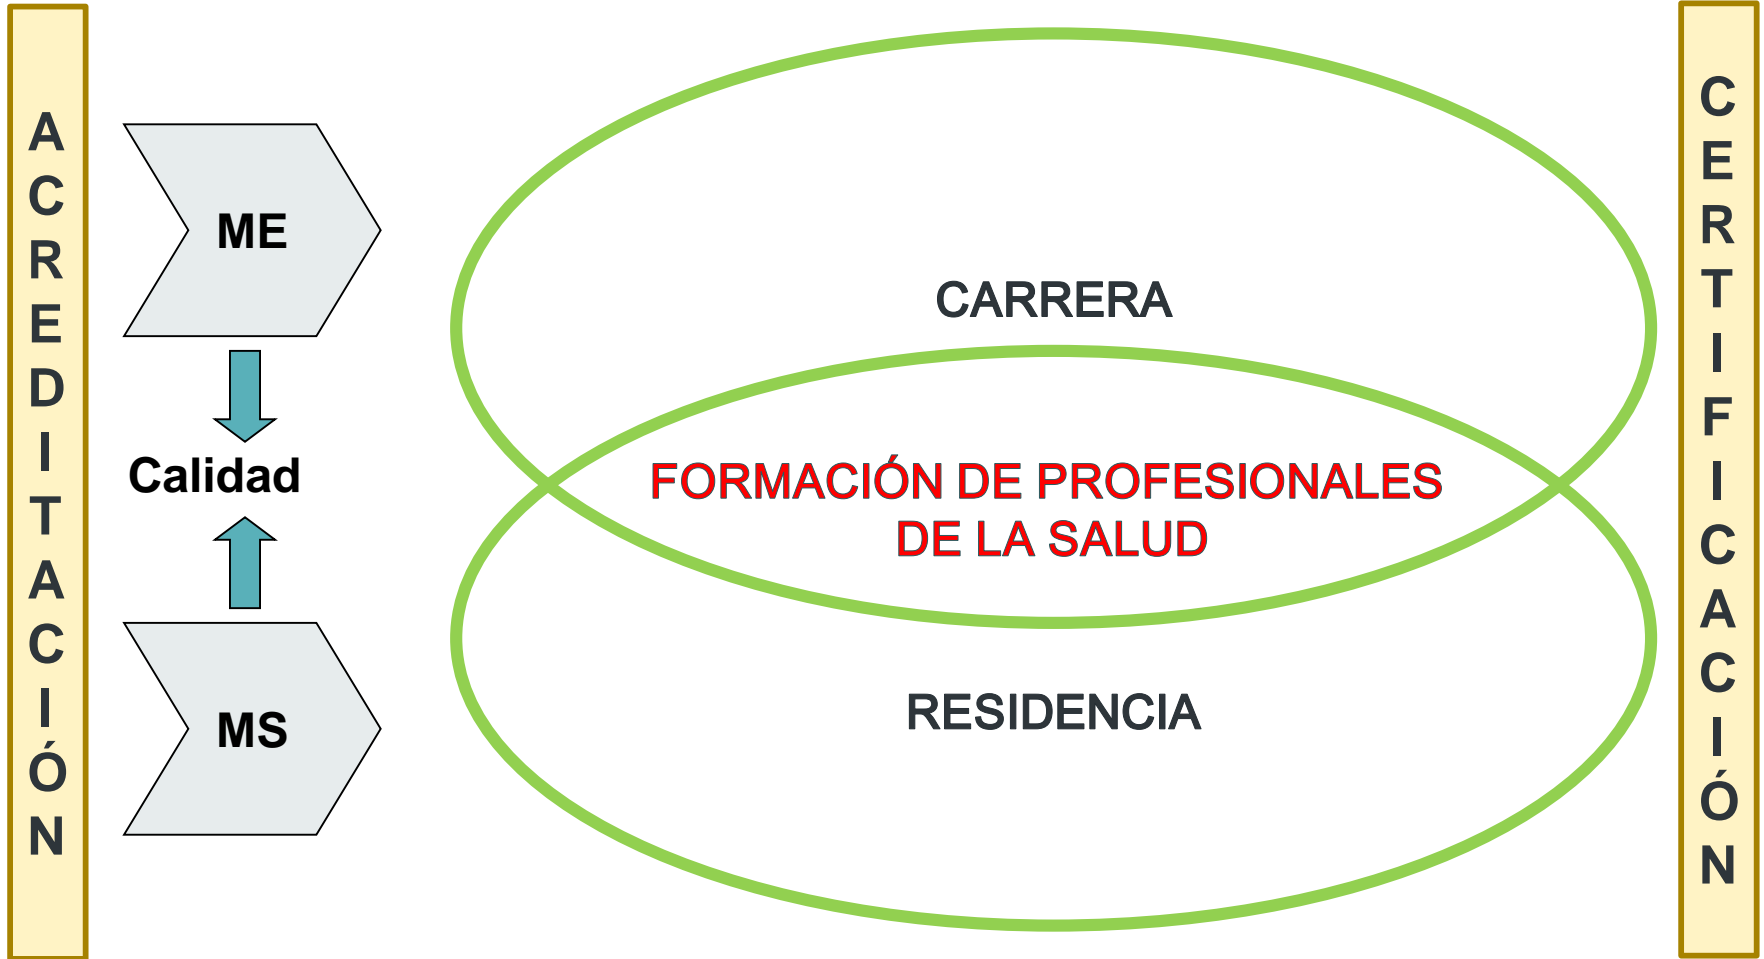 ACREDITACIÓN
ME
Calidad
MS
CARRERA
FORMACIÓN DE PROFESIONALES
DE LA SALUD
RESIDENCIA
CERTIFICACIÓN